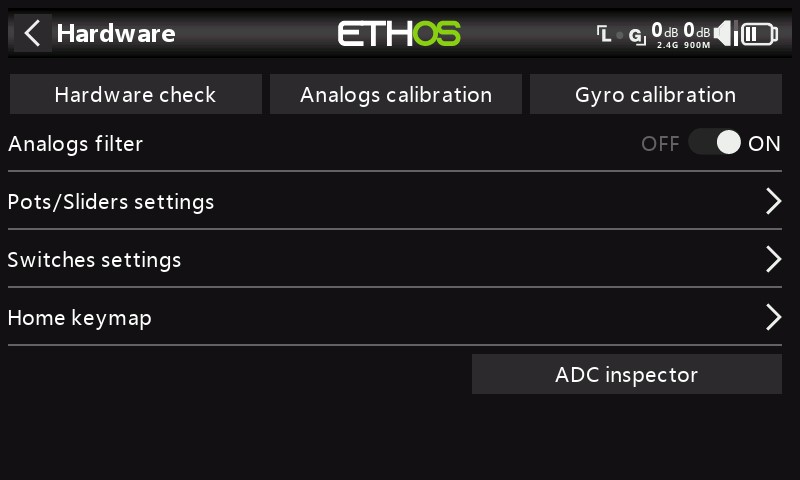 Hardware
ETHOS
L G 0dB 0dB
2.4G 900M
Hardware check
Analogs calibration
Gyro calibration
Analogs filter
OFF ON
Pots/Sliders settings
Switches settings
Home keymap
ADC inspector